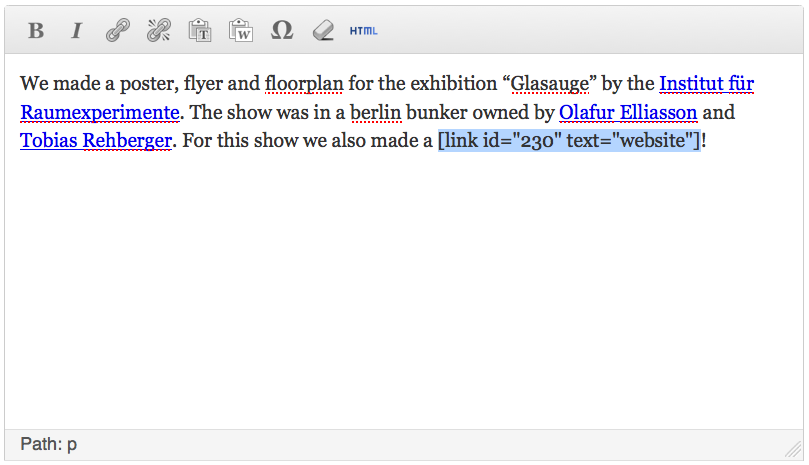 B I T W Ω HTML
We made a poster, flyer and floorplan for the exhibition “Glasauge” by the Institut für
Raumexperimente. The show was in a berlin bunker owned by Olafur Elliasson and
Tobias Rehberger. For this show we also made a [link id="230" text="website"]!
Path: p